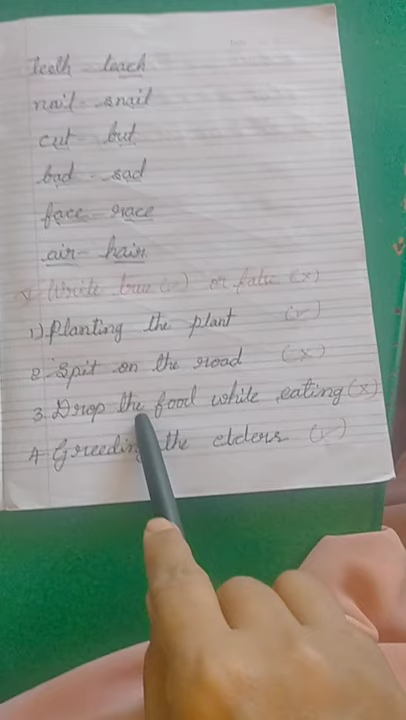 teeth - teach
nail - snail
cut - but
bad - sad
face - race
air - hair
* Write true (✓) or false (x)
1) Planting the plant (✓)
2. Spit on the road (x)
3. Drop the food while eating (x)
4. Greeding the elders (✓)